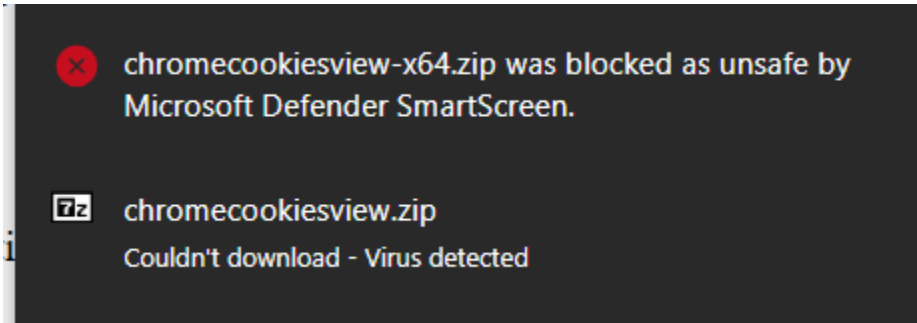 chromecookiesview-x64.zip was blocked as unsafe by
Microsoft Defender SmartScreen.
7z
chromecookiesview.zip
i
Couldn't download - Virus detected